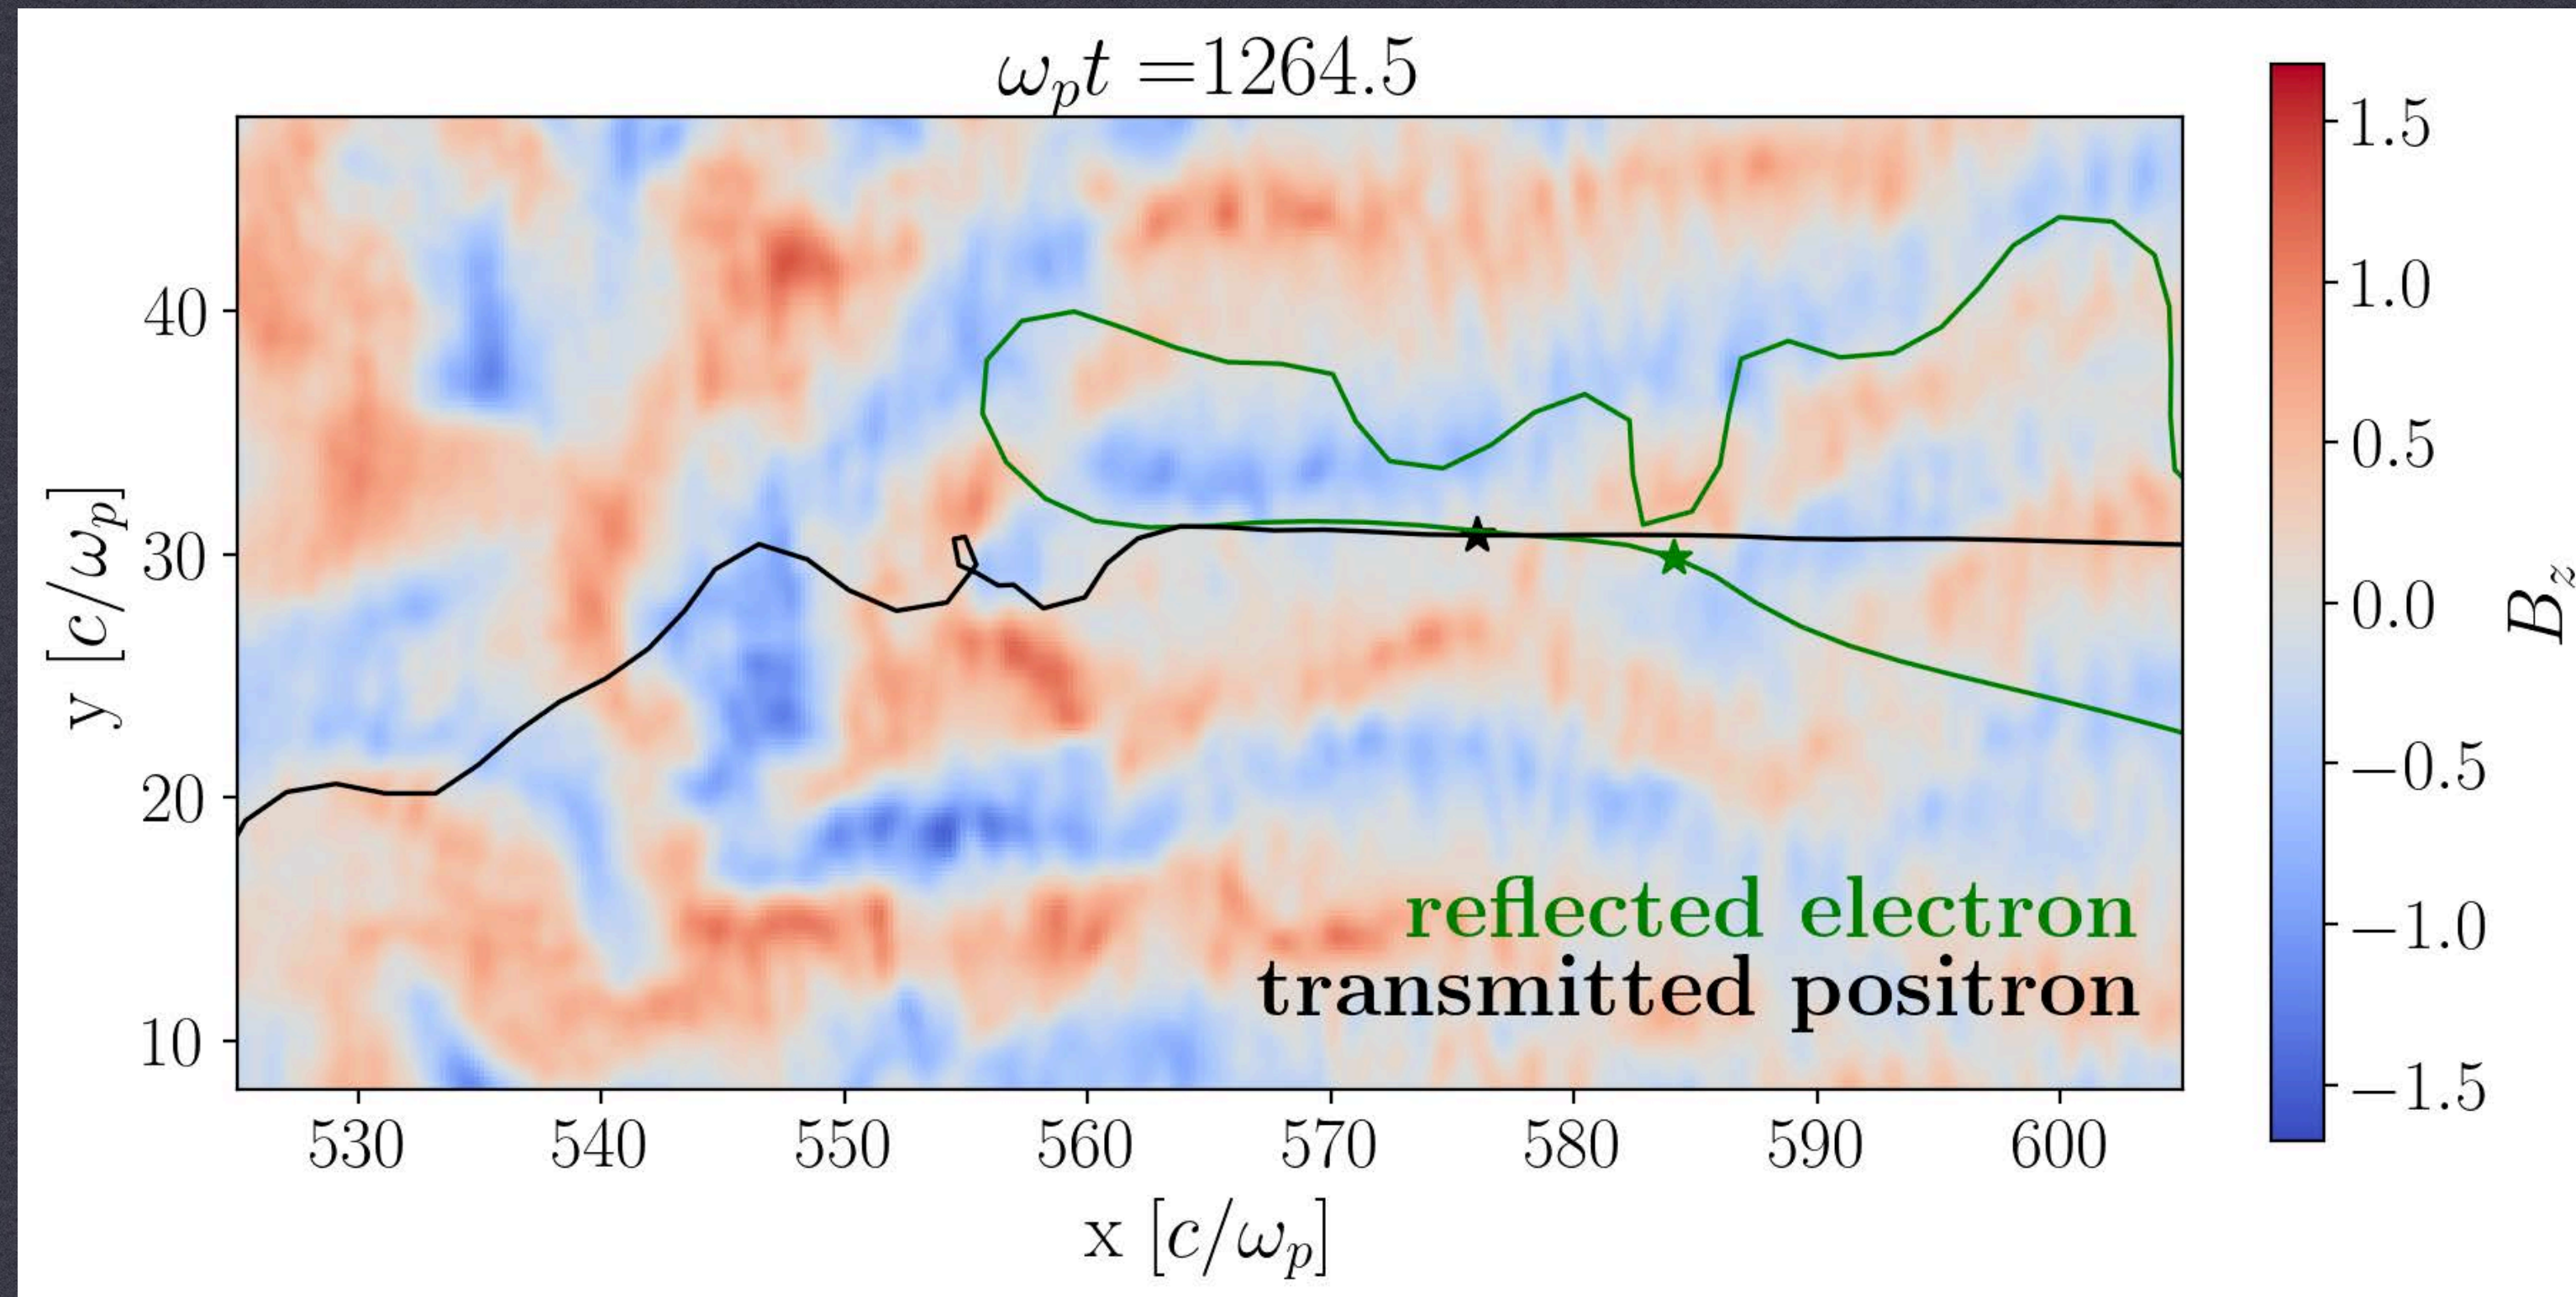 ωₚt =1264.5
40
30
20
10
y [c/ωₚ]
530 540 550 560 570 580 590 600
x [c/ωₚ]
reflected electron
transmitted positron
1.5
1.0
0.5
0.0
−0.5
−1.0
−1.5
B_z